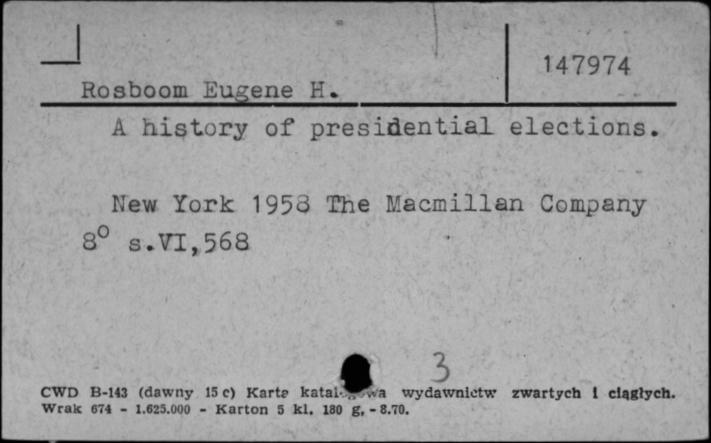 147974
Rosboom Eugene H.
A history of presidential elections.
New York 1958 The Macmillan Company
8° s.VI,568
3
CWD B-143 (dawny 15 c) Karta wydawnictw zwartych i ciągłych.
Wrak 674 - 1.625.000 - Karton 5 kl. 180 g. - 8.70.